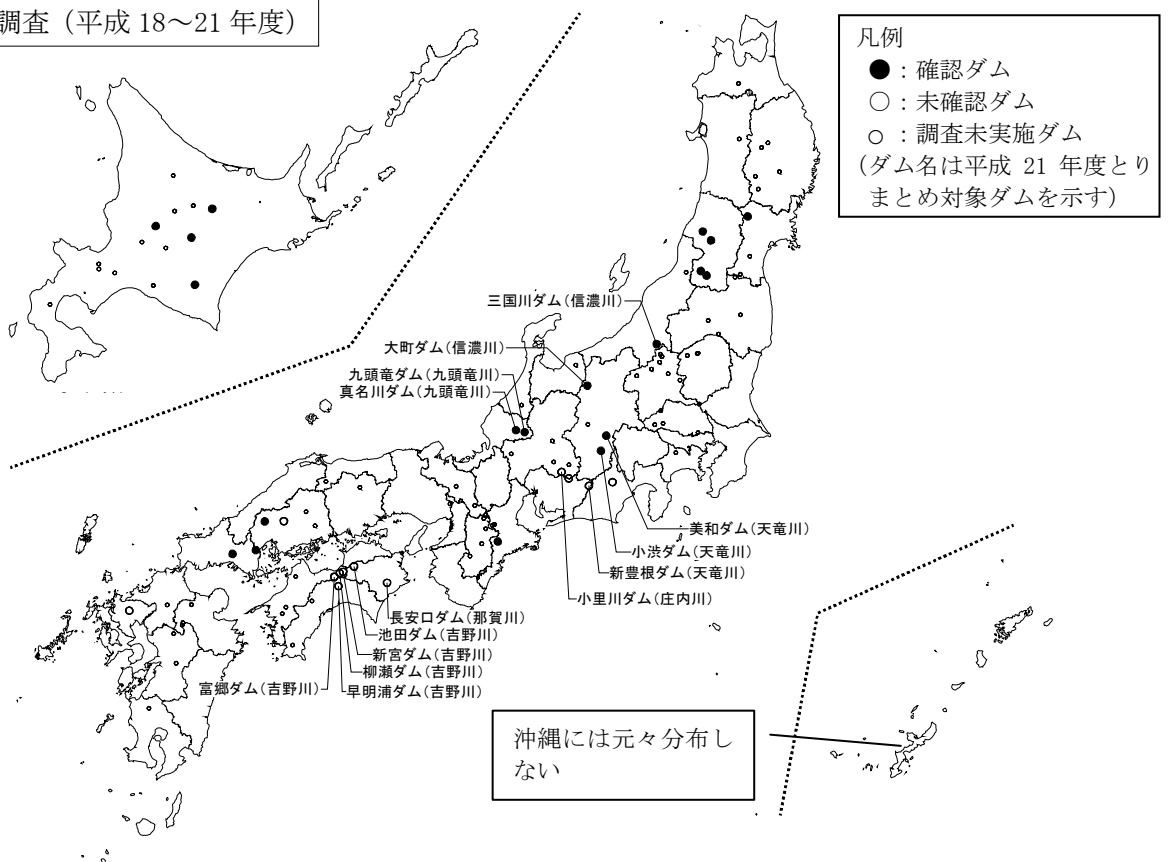 調査（平成 18～21 年度）
凡例
●：確認ダム
○：未確認ダム
○：調査未実施ダム
（ダム名は平成 21 年度とり
まとめ対象ダムを示す）
三国川ダム（信濃川）
大町ダム（信濃川）
九頭竜ダム（九頭竜川）
真名川ダム（九頭竜川）
美和ダム（天竜川）
小渋ダム（天竜川）
新豊根ダム（天竜川）
小里川ダム（庄内川）
長安口ダム（那賀川）
池田ダム（吉野川）
新宮ダム（吉野川）
柳瀬ダム（吉野川）
富郷ダム（吉野川）
早明浦ダム（吉野川）
沖縄には元々分布し
ない